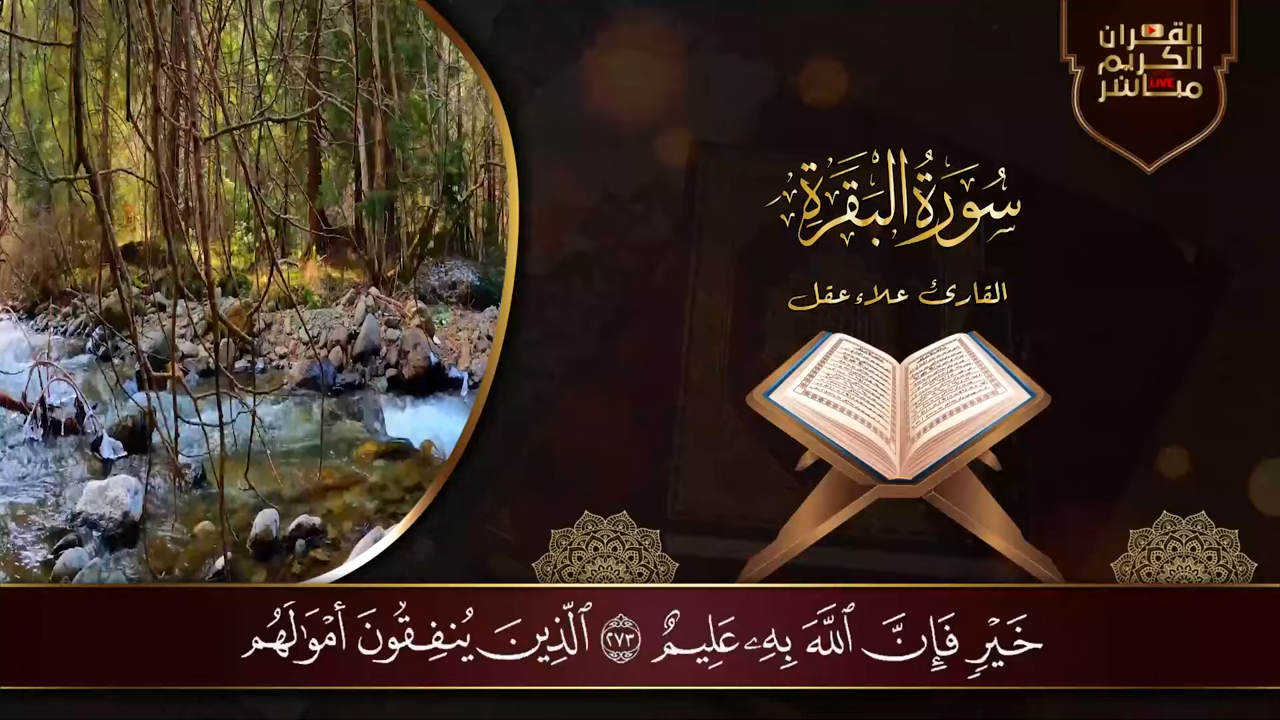 القرآن
الكريم
LIVE
مباشر
سُورَةُ البَقَرَةِ
القارئ علاء عقل
خَيْرٍ فَإِنَّ ٱللَّهَ بِهِۦ عَلِيمٌ ٢٧٣ ٱلَّذِينَ يُنفِقُونَ أَمْوَٰلَهُم